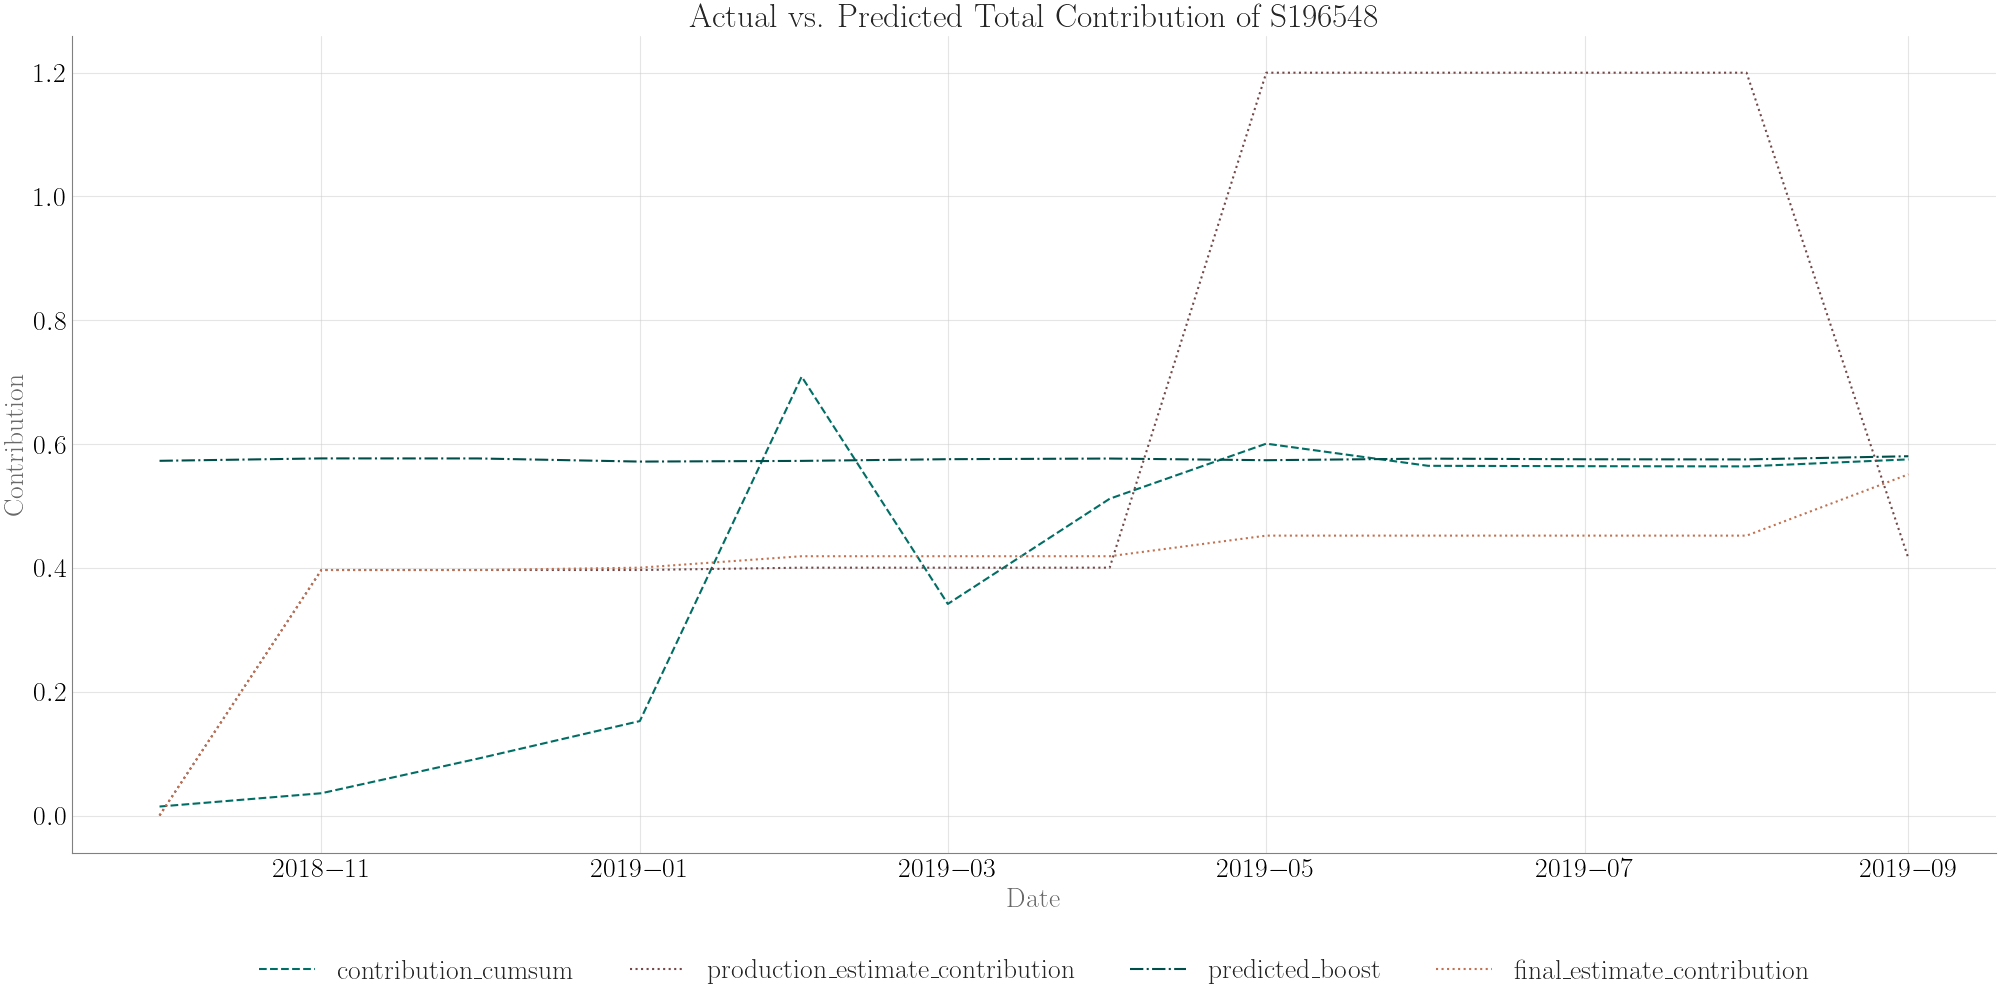 Actual vs. Predicted Total Contribution of S196548
1.2
1.0
0.8
0.6
0.4
0.2
0.0
Contribution
2018–11 2019–01 2019–03 2019–05 2019–07 2019–09
Date
contribution_cumsum production_estimate_contribution predicted_boost final_estimate_contribution